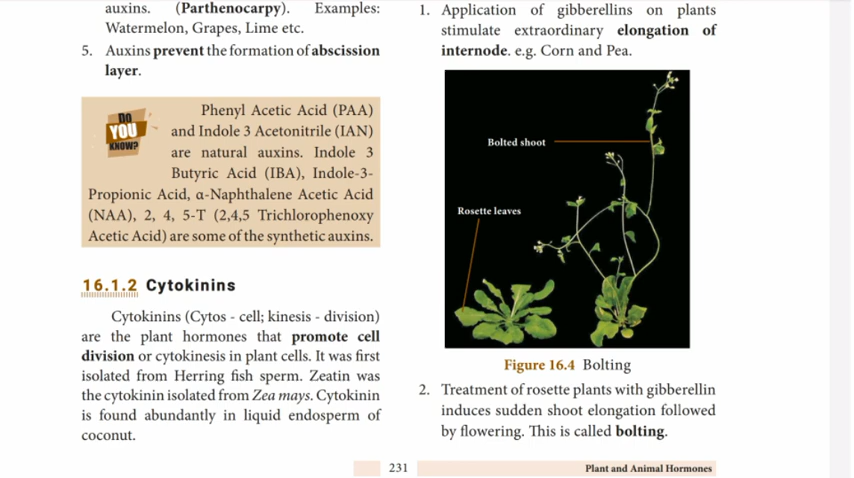 auxins. (Parthenocarpy). Examples:
Watermelon, Grapes, Lime etc.
5. Auxins prevent the formation of abscission
layer.
DO
YOU
KNOW?
Phenyl Acetic Acid (PAA)
and Indole 3 Acetonitrile (IAN)
are natural auxins. Indole 3
Butyric Acid (IBA), Indole-3-
Propionic Acid, α-Naphthalene Acetic Acid
(NAA), 2, 4, 5-T (2,4,5 Trichlorophenoxy
Acetic Acid) are some of the synthetic auxins.
16.1.2 Cytokinins
Cytokinins (Cytos - cell; kinesis - division)
are the plant hormones that promote cell
division or cytokinesis in plant cells. It was first
isolated from Herring fish sperm. Zeatin was
the cytokinin isolated from Zea mays. Cytokinin
is found abundantly in liquid endosperm of
coconut.
1. Application of gibberellins on plants
stimulate extraordinary elongation of
internode. e.g. Corn and Pea.
Bolted shoot
Rosette leaves
Figure 16.4 Bolting
2. Treatment of rosette plants with gibberellin
induces sudden shoot elongation followed
by flowering. This is called bolting.
231
Plant and Animal Hormones